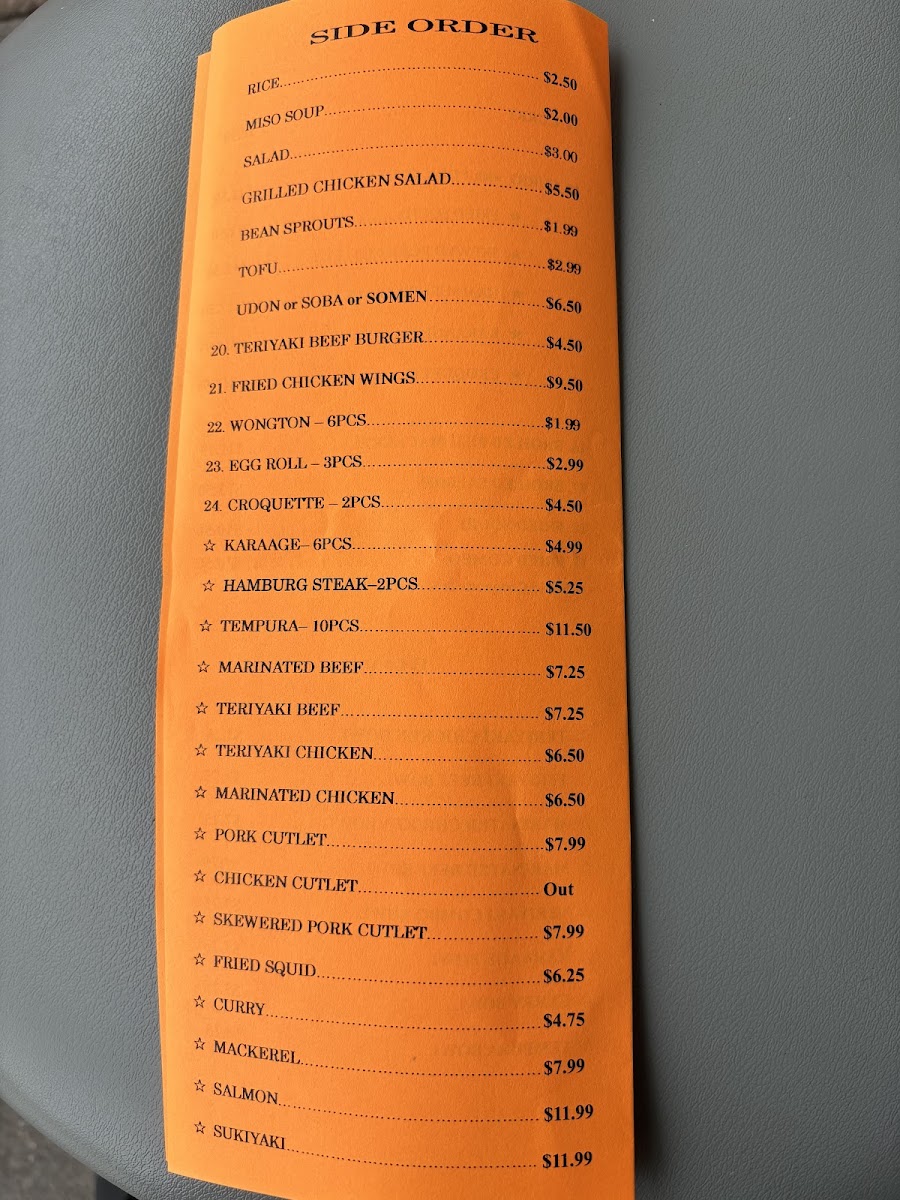 SIDE ORDER
RICE.......... $2.50
MISO SOUP.......... $2.00
SALAD.......... $3.00
GRILLED CHICKEN SALAD.......... $5.50
BEAN SPROUTS.......... $1.99
TOFU.......... $2.99
UDON or SOBA or SOMEN.......... $6.50
20. TERIYAKI BEEF BURGER.......... $4.50
21. FRIED CHICKEN WINGS.......... $9.50
22. WONGTON – 6PCS.......... $1.99
23. EGG ROLL – 3PCS.......... $2.99
24. CROQUETTE – 2PCS.......... $4.50
☆ KARAAGE– 6PCS.......... $4.99
☆ HAMBURG STEAK–2PCS.......... $5.25
☆ TEMPURA– 10PCS.......... $11.50
☆ MARINATED BEEF.......... $7.25
☆ TERIYAKI BEEF.......... $7.25
☆ TERIYAKI CHICKEN.......... $6.50
☆ MARINATED CHICKEN.......... $6.50
☆ PORK CUTLET.......... $7.99
☆ CHICKEN CUTLET.......... Out
☆ SKEWERED PORK CUTLET.......... $7.99
☆ FRIED SQUID.......... $6.25
☆ CURRY.......... $4.75
☆ MACKEREL.......... $7.99
☆ SALMON.......... $11.99
☆ SUKIYAKI.......... $11.99